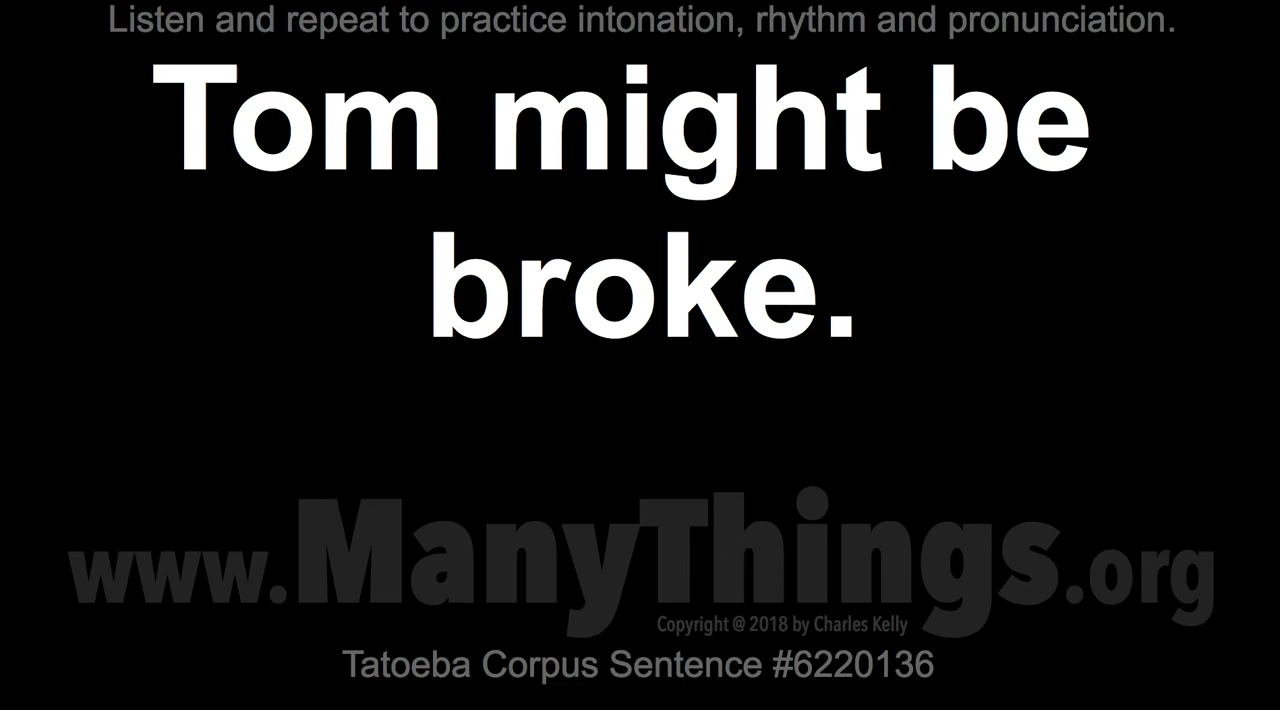 Listen and repeat to practice intonation, rhythm and pronunciation.
Tom might be
broke.
www.ManyThings.org
Copyright @ 2018 by Charles Kelly
Tatoeba Corpus Sentence #6220136